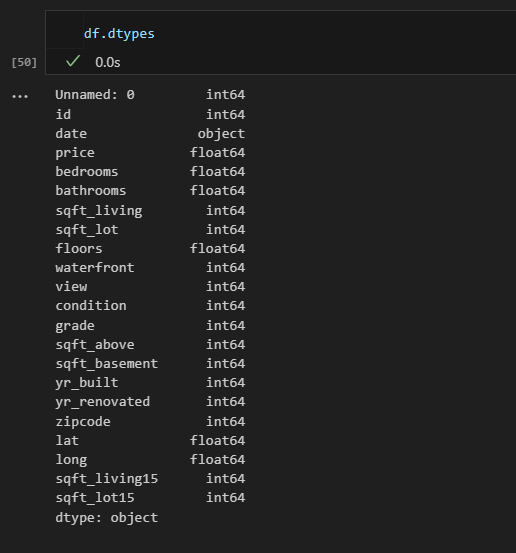 df.dtypes
[50]
0.0s
...
Unnamed: 0 int64
id int64
date object
price float64
bedrooms float64
bathrooms float64
sqft_living int64
sqft_lot int64
floors float64
waterfront int64
view int64
condition int64
grade int64
sqft_above int64
sqft_basement int64
yr_built int64
yr_renovated int64
zipcode int64
lat float64
long float64
sqft_living15 int64
sqft_lot15 int64
dtype: object